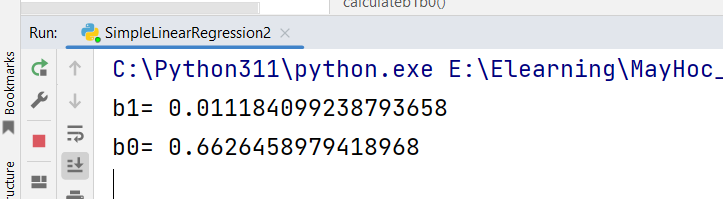 calculateb1b0()
Run: SimpleLinearRegression2
C:\Python311\python.exe E:\Elearning\MayHoc_
b1= 0.011184099238793658
b0= 0.6626458979418968
Bookmarks
ructure